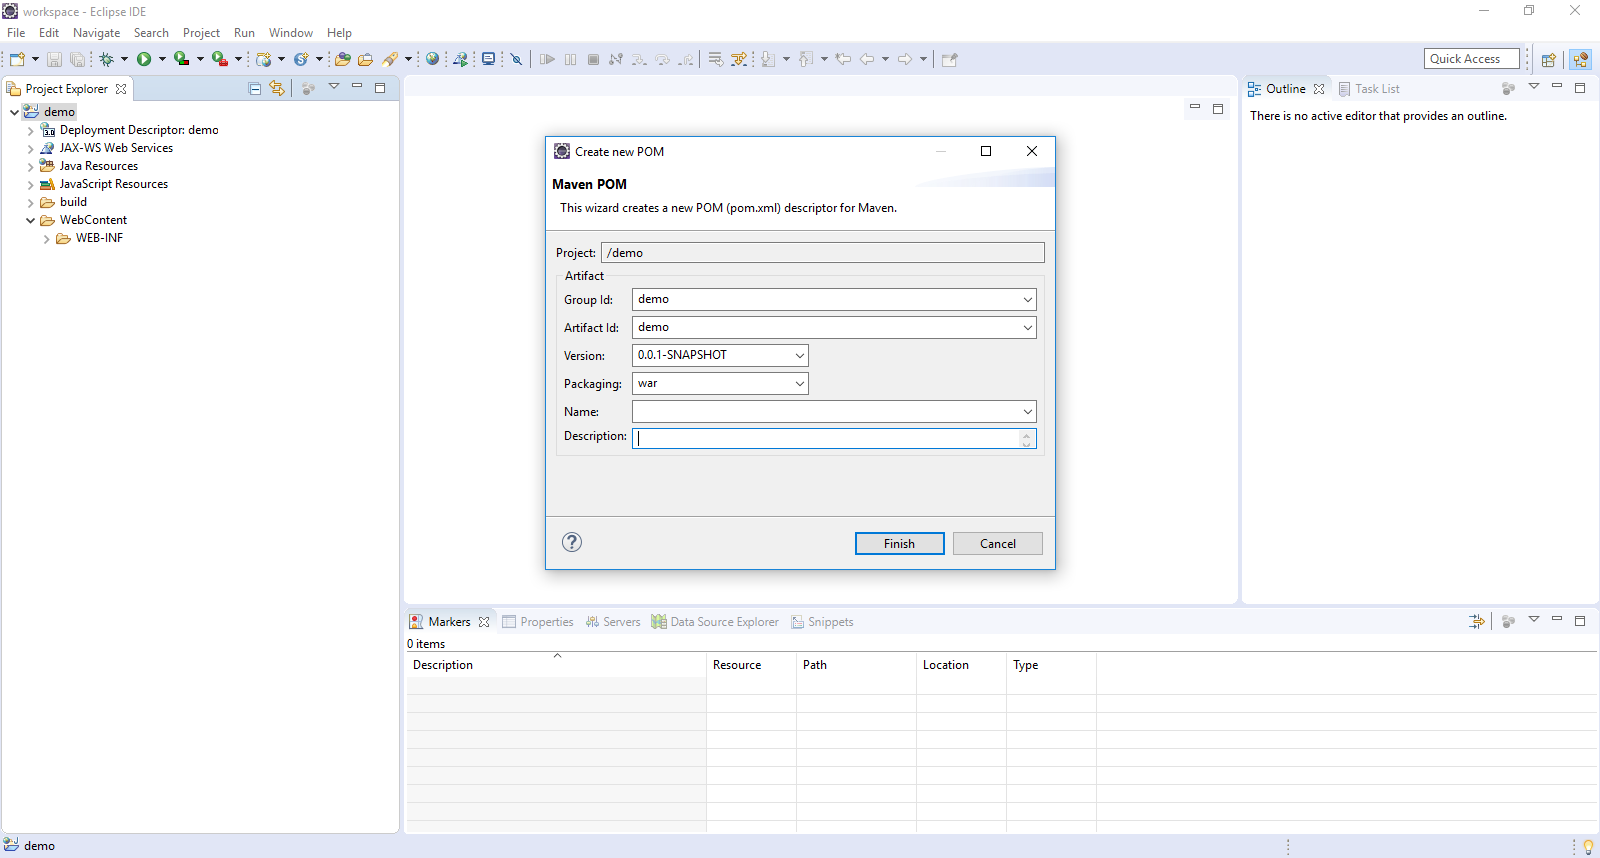 workspace - Eclipse IDE
File Edit Navigate Search Project Run Window Help
Quick Access
Project Explorer
demo
Deployment Descriptor: demo
JAX-WS Web Services
Java Resources
JavaScript Resources
build
WebContent
WEB-INF
Create new POM
Maven POM
This wizard creates a new POM (pom.xml) descriptor for Maven.
Project: /demo
Artifact
Group Id: demo
Artifact Id: demo
Version: 0.0.1-SNAPSHOT
Packaging: war
Name:
Description:
Finish Cancel
Outline Task List
There is no active editor that provides an outline.
Markers Properties Servers Data Source Explorer Snippets
0 items
Description Resource Path Location Type
demo